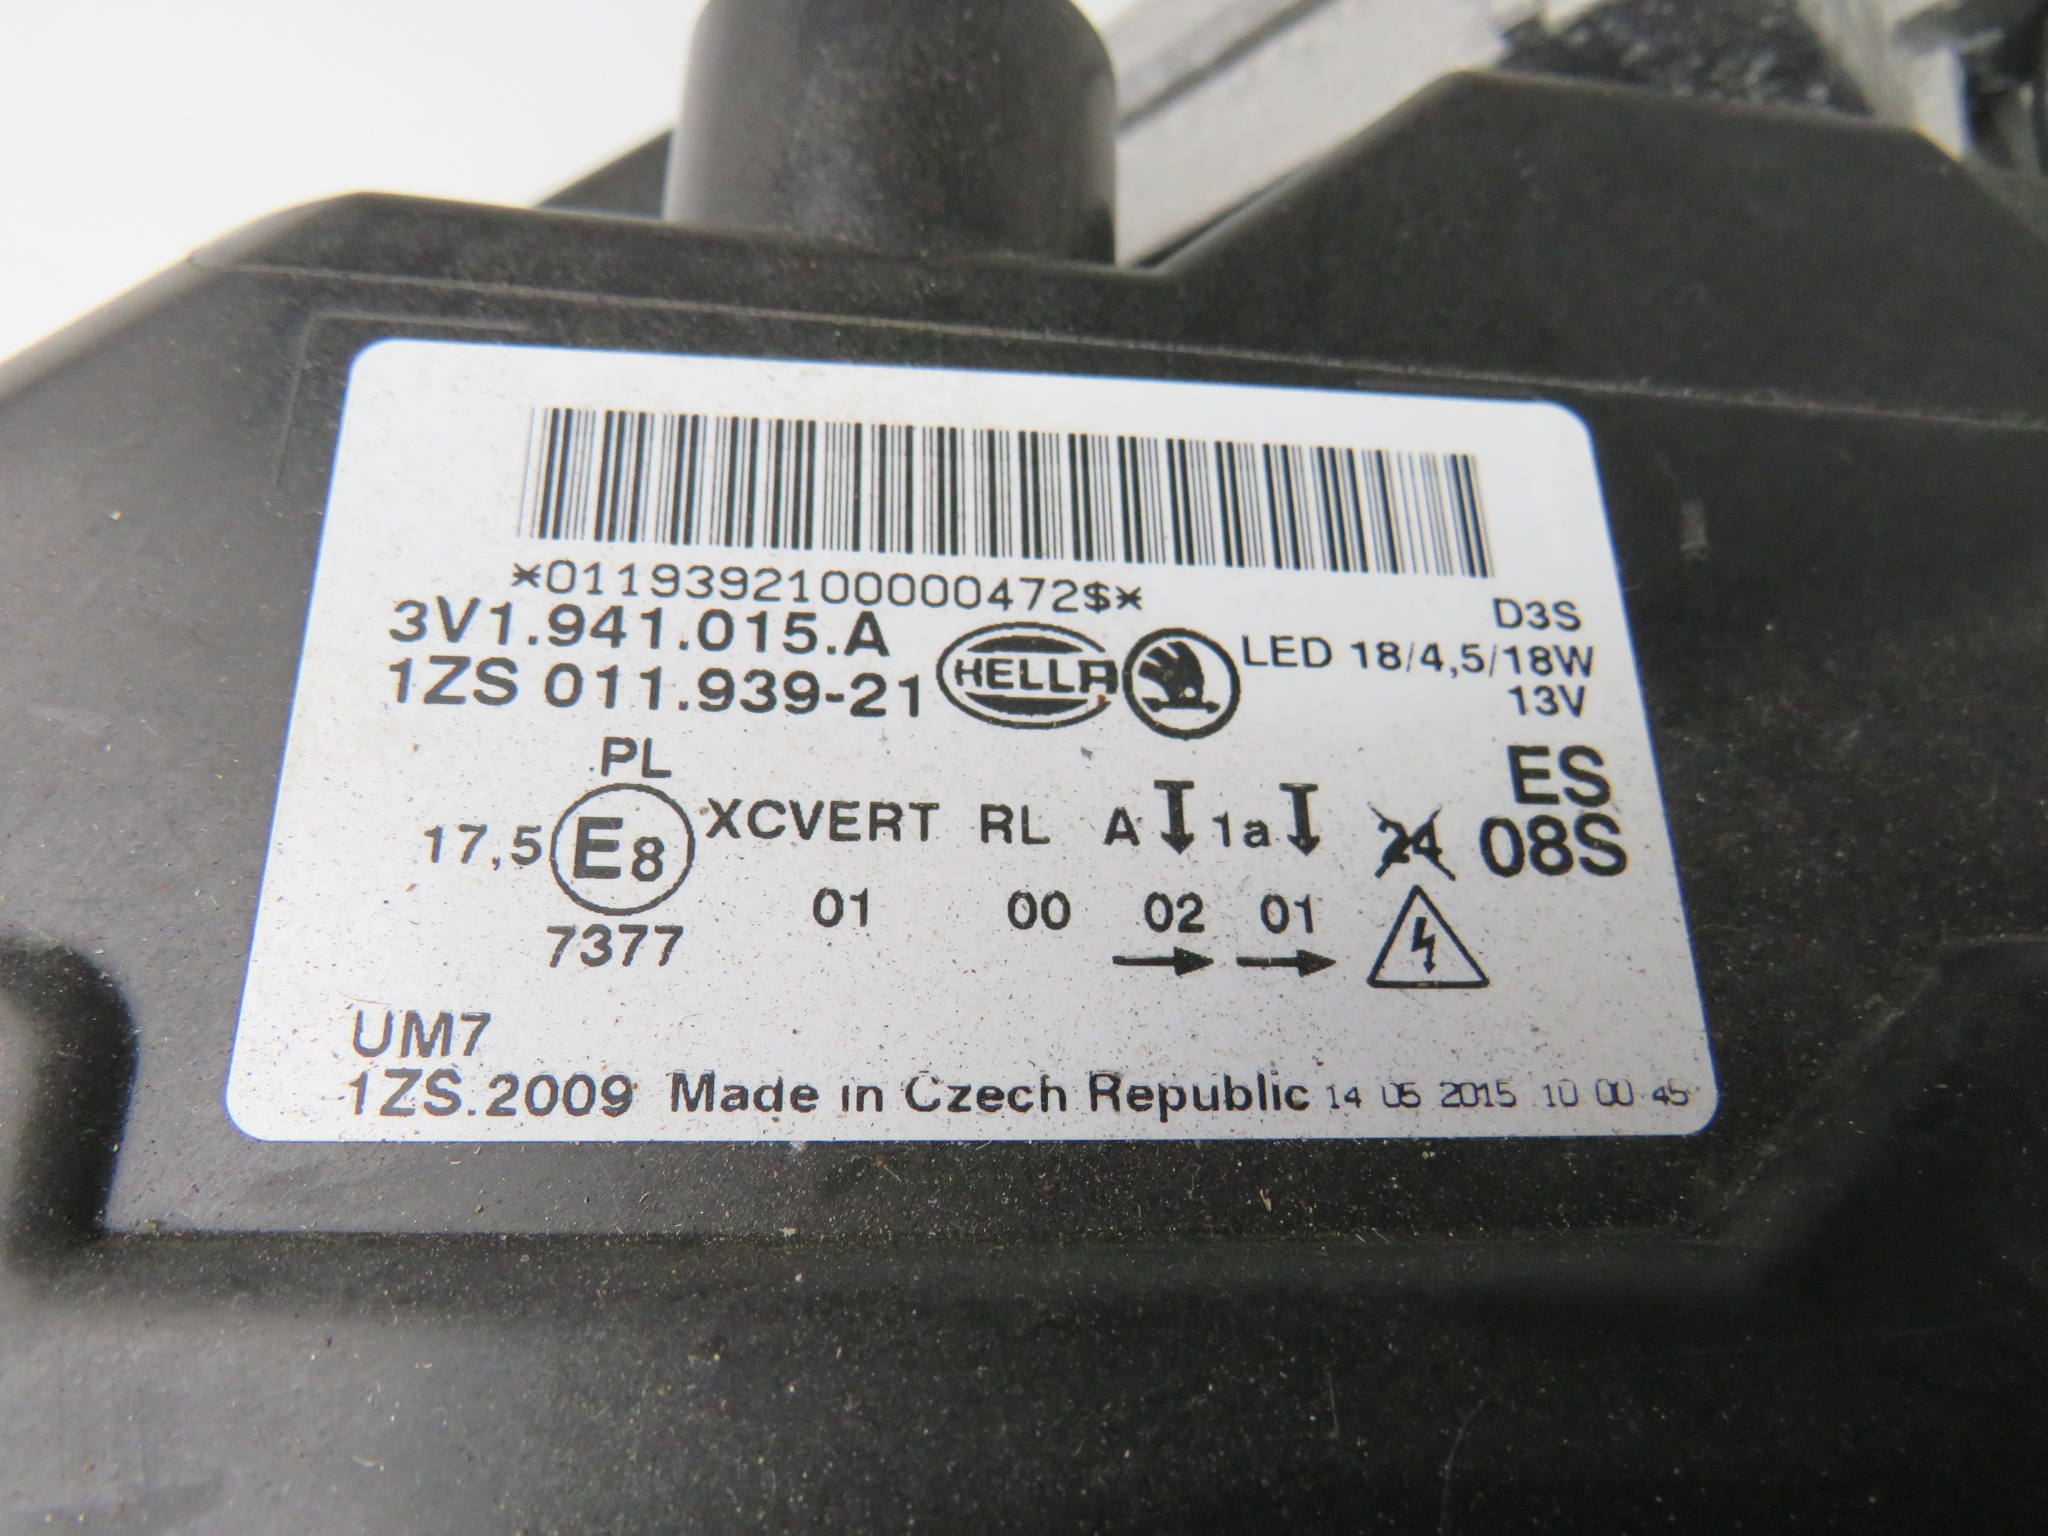 *0119392100000472$*
3V1.941.015.A
1ZS 011.939-21
HELLA
D3S
LED 18/4,5/18W
13V
ES
08S
PL
17,5 E8 XCVERT RL A 1a 24
7377 01 00 02 01
UM7
1ZS.2009 Made in Czech Republic 14 05 2015 10 00 45